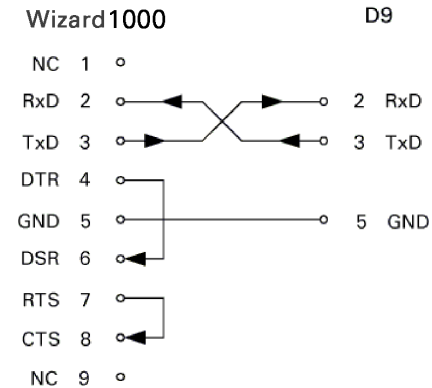 Wizard1000 D9
NC 1
RxD 2 2 RxD
TxD 3 3 TxD
DTR 4
GND 5 5 GND
DSR 6
RTS 7
CTS 8
NC 9